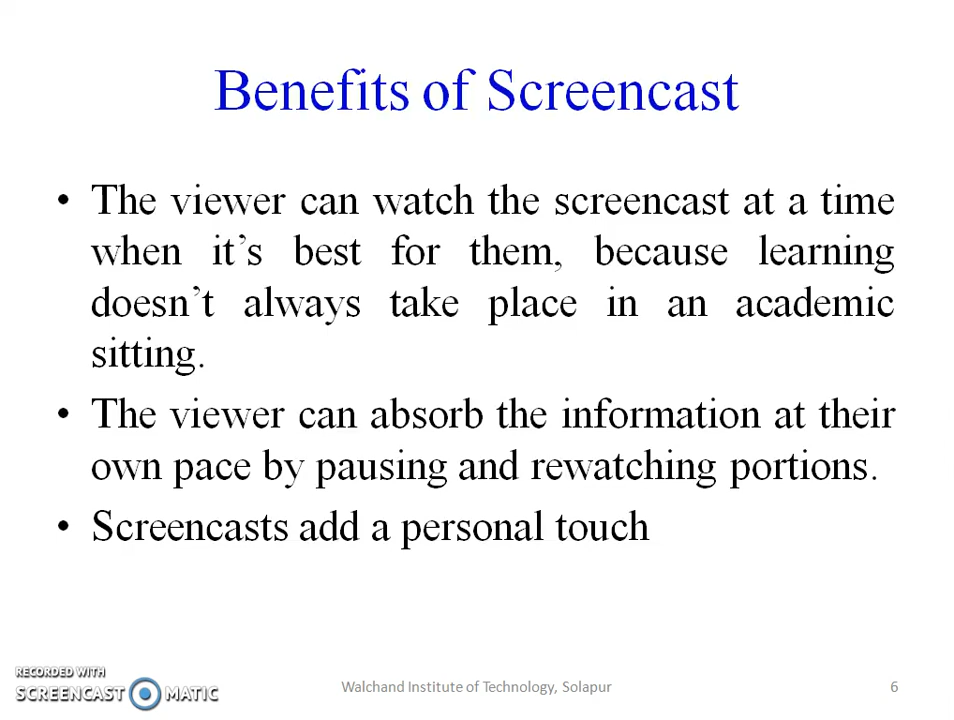 Benefits of Screencast
• The viewer can watch the screencast at a time
when it’s best for them, because learning
doesn’t always take place in an academic
sitting.
• The viewer can absorb the information at their
own pace by pausing and rewatching portions.
• Screencasts add a personal touch
RECORDED WITH
SCREENCAST MATIC
Walchand Institute of Technology, Solapur
6